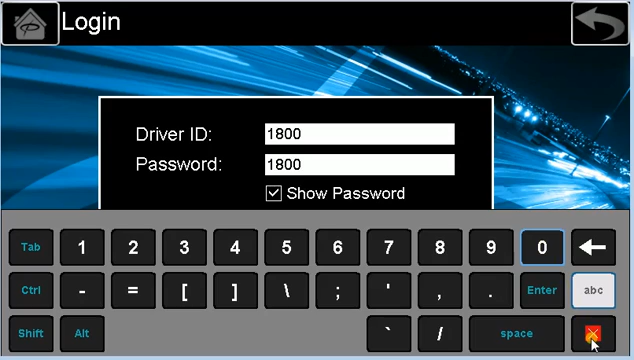 Login
Driver ID: 1800
Password: 1800
Show Password
Tab 1 2 3 4 5 6 7 8 9 0
Ctrl - = [ ] \ ; ' , . Enter abc
Shift Alt ` / space